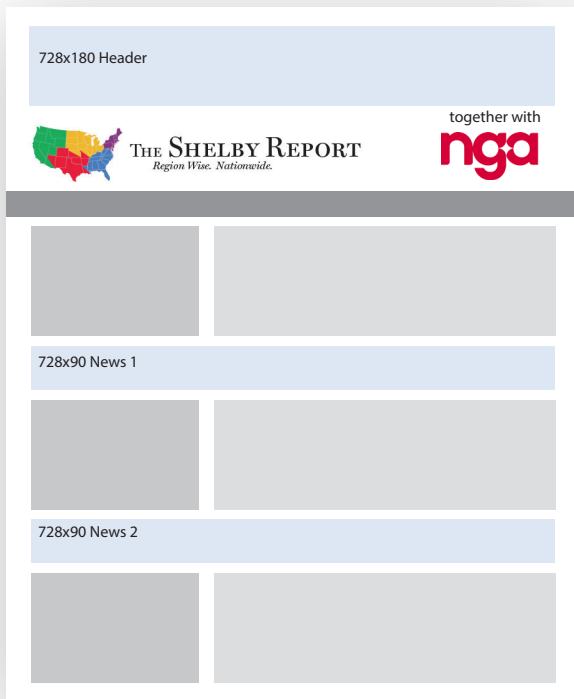 728x180 Header
together with
THE SHELBY REPORT
Region Wise. Nationwide.
nga
728x90 News 1
728x90 News 2